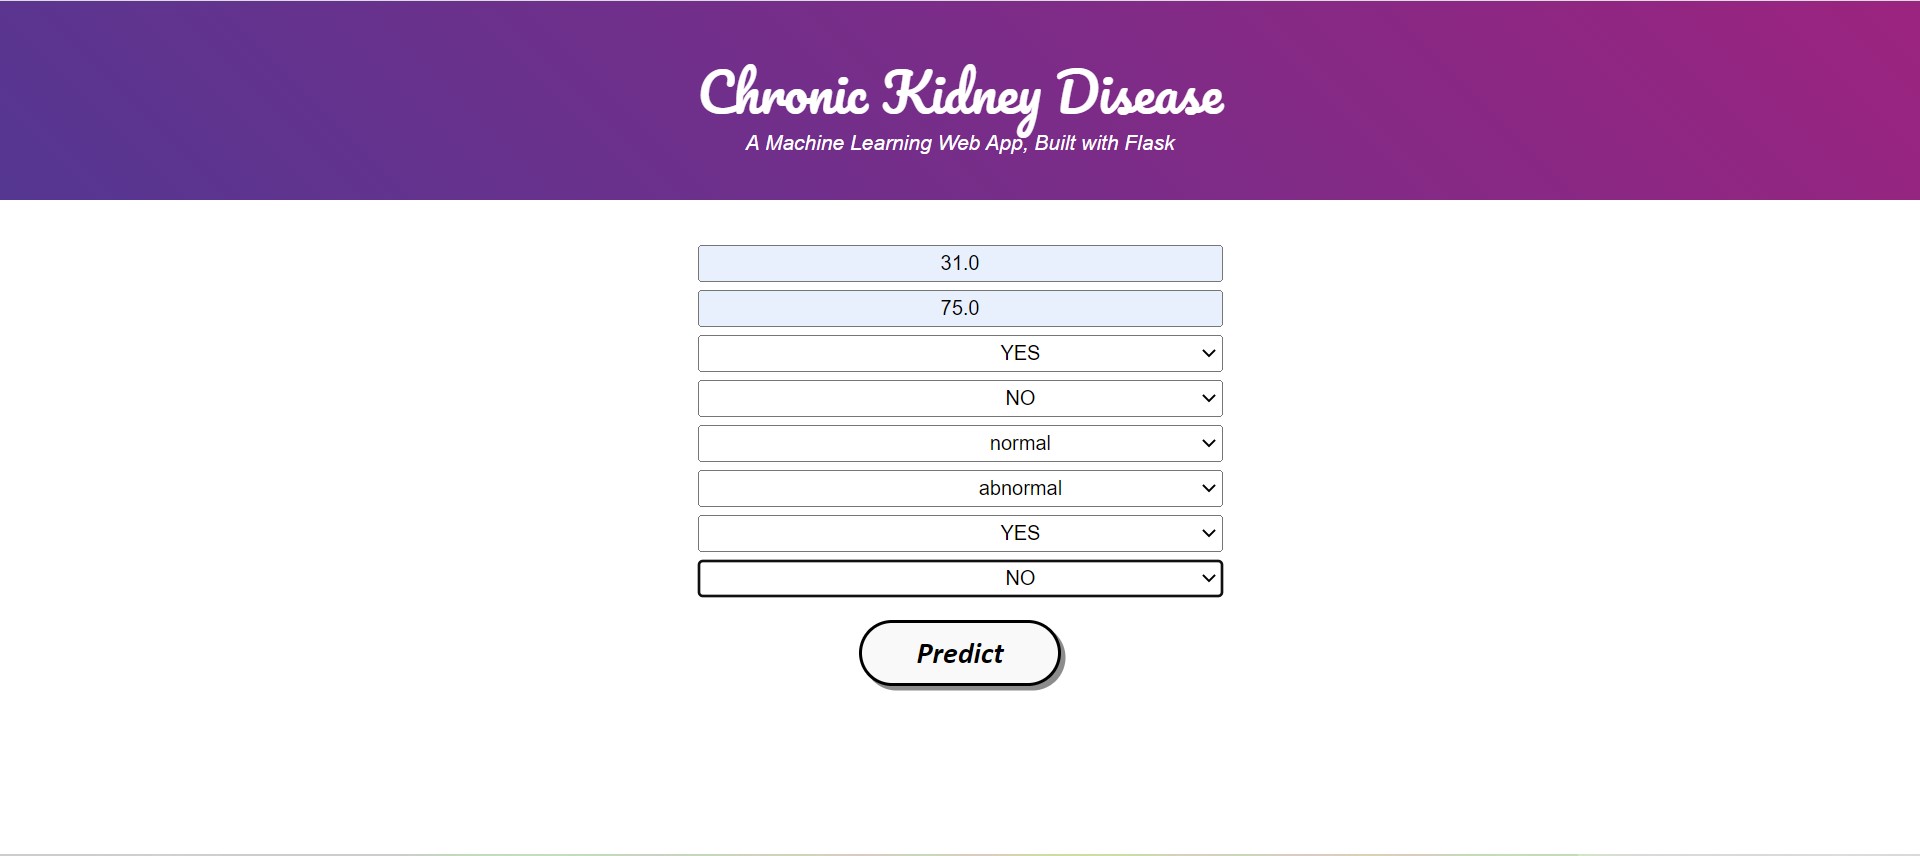 Chronic Kidney Disease
A Machine Learning Web App, Built with Flask
31.0
75.0
YES
NO
normal
abnormal
YES
NO
Predict